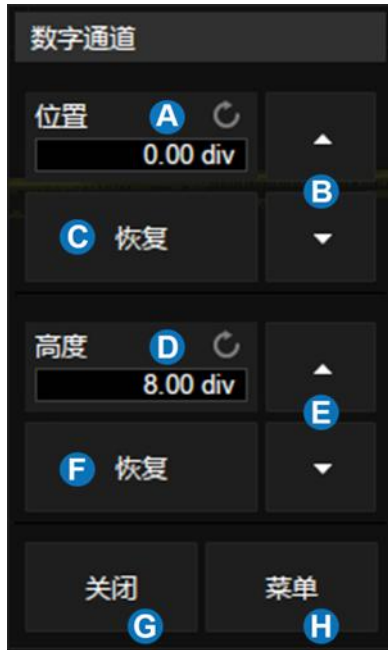 数字通道
位置 A
0.00 div
B
C 恢复
高度 D
8.00 div
E
F 恢复
关闭 菜单
G H